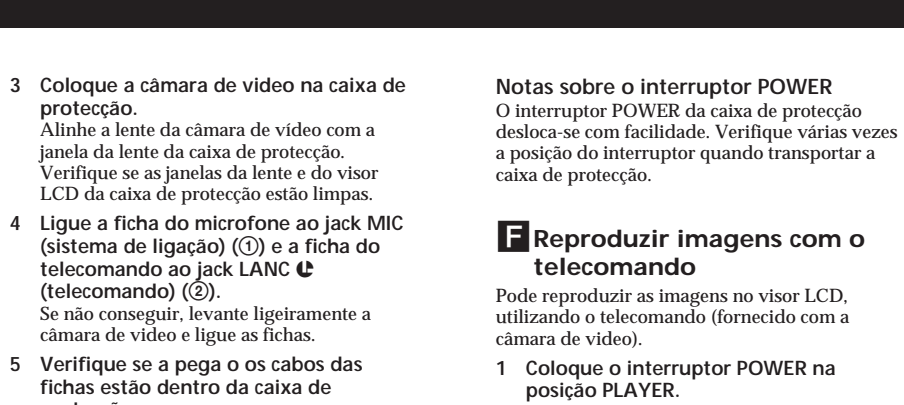 3 Coloque a câmara de video na caixa de
protecção.
Alinhe a lente da câmara de vídeo com a
janela da lente da caixa de protecção.
Verifique se as janelas da lente e do visor
LCD da caixa de protecção estão limpas.
4 Ligue a ficha do microfone ao jack MIC
(sistema de ligação) (①) e a ficha do
telecomando ao jack LANC
(telecomando) (②).
Se não conseguir, levante ligeiramente a
câmara de video e ligue as fichas.
5 Verifique se a pega o os cabos das
fichas estão dentro da caixa de
Notas sobre o interruptor POWER
O interruptor POWER da caixa de protecção
desloca-se com facilidade. Verifique várias vezes
a posição do interruptor quando transportar a
caixa de protecção.
F Reproduzir imagens com o
telecomando
Pode reproduzir as imagens no visor LCD,
utilizando o telecomando (fornecido com a
câmara de video).
1 Coloque o interruptor POWER na
posição PLAYER.